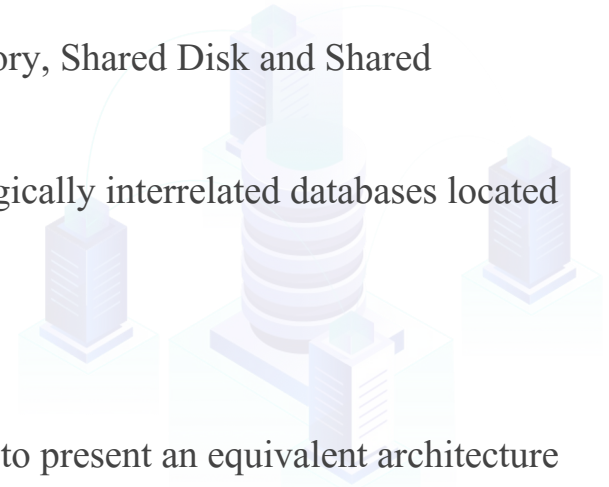 ory, Shared Disk and Shared
gically interrelated databases located
to present an equivalent architecture